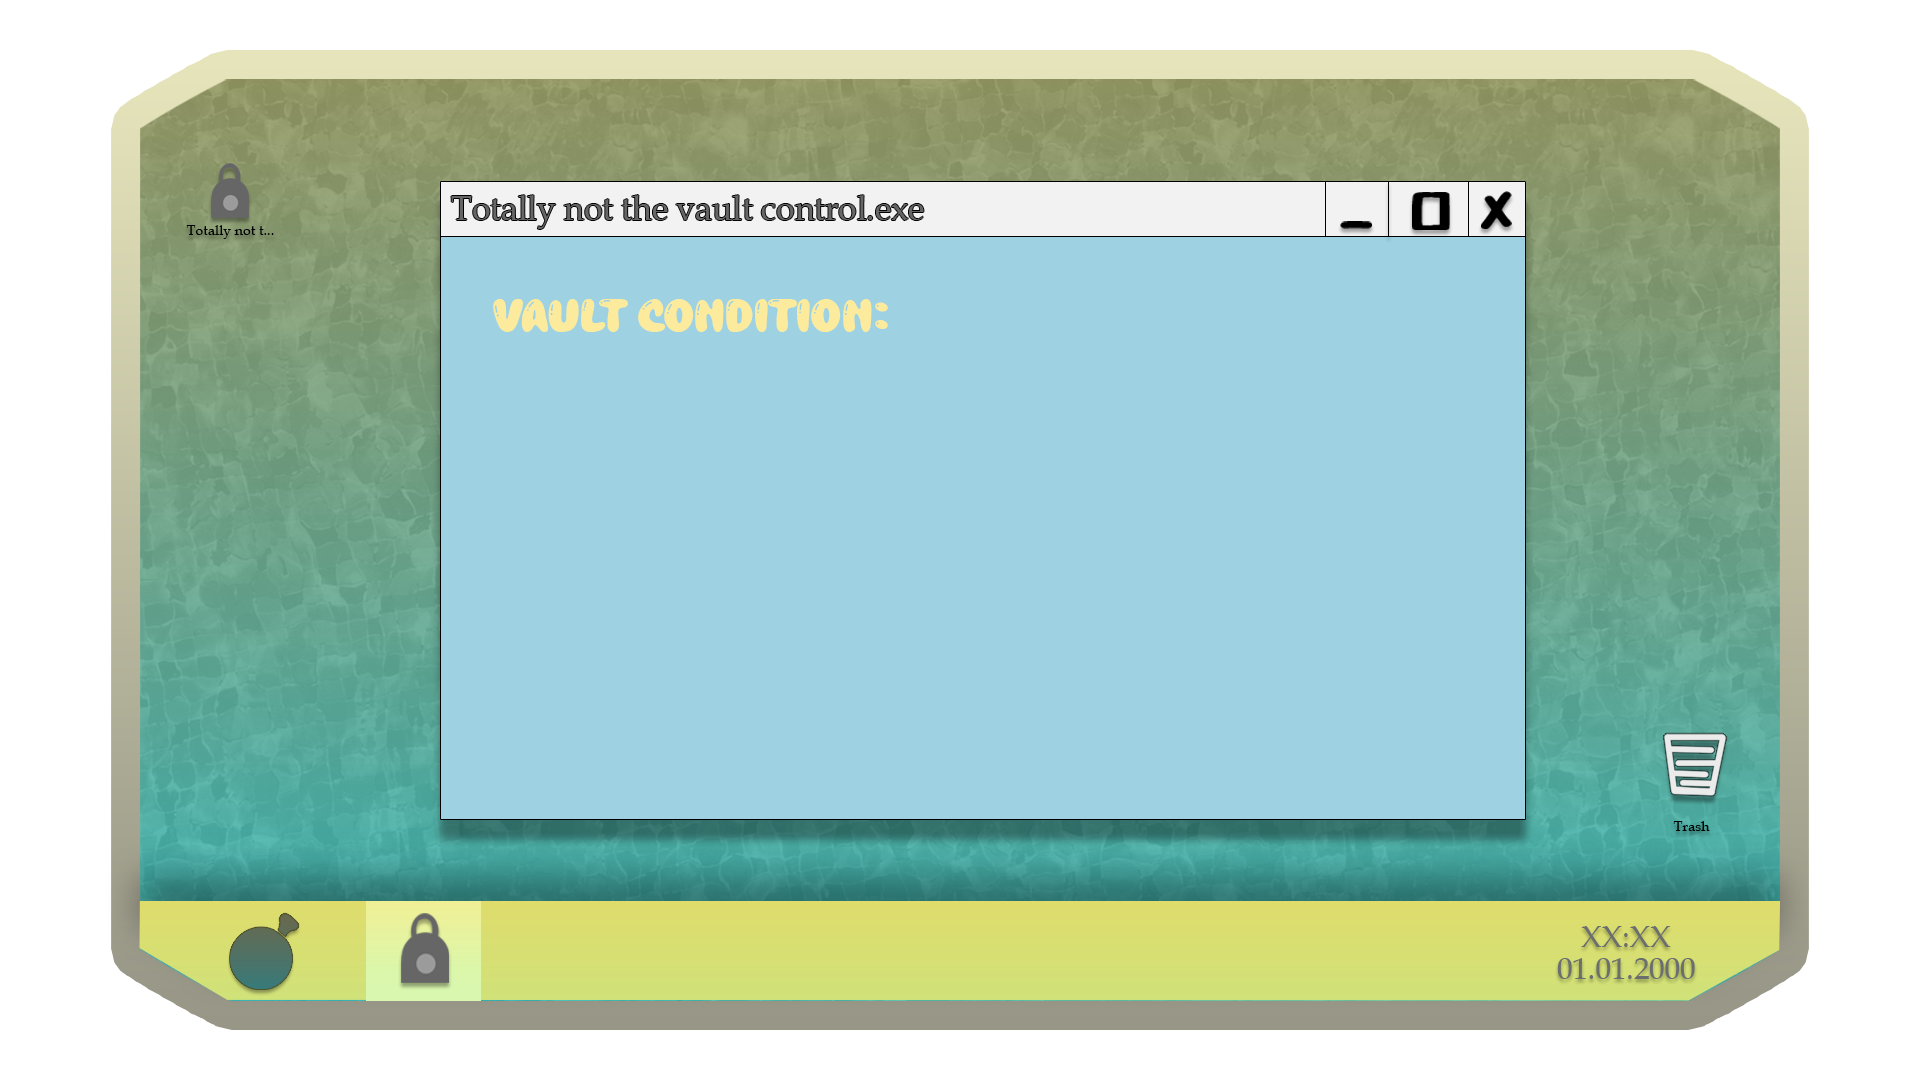 Totally not the vault control.exe
Totally not t...
VAULT CONDITION:
Trash
XX:XX
01.01.2000